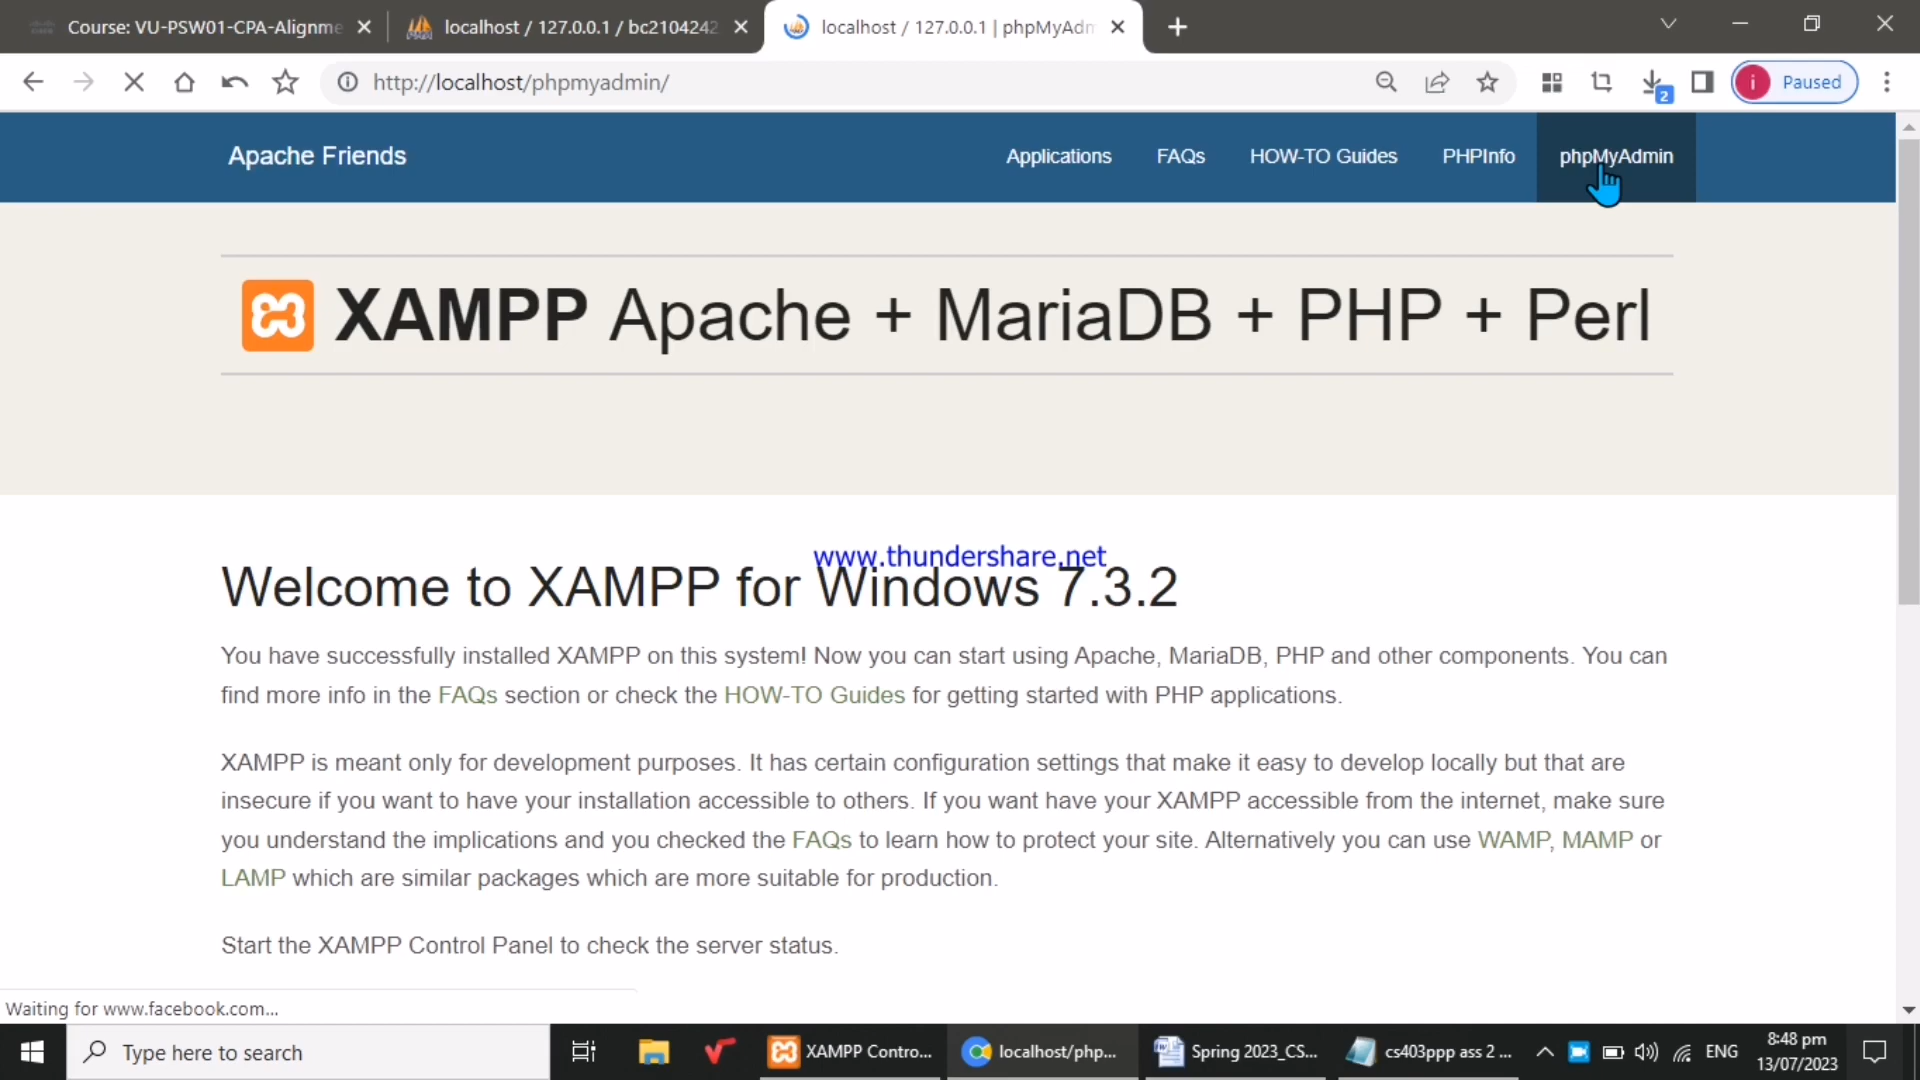 Course: VU-PSW01-CPA-Alignme
localhost / 127.0.0.1 / bc2104242
localhost / 127.0.0.1 | phpMyAdm
http://localhost/phpmyadmin/
2
i
Paused
Apache Friends
Applications
FAQs
HOW-TO Guides
PHPInfo
phpMyAdmin
XAMPP Apache + MariaDB + PHP + Perl
www.thundershare.net
Welcome to XAMPP for Windows 7.3.2
You have successfully installed XAMPP on this system! Now you can start using Apache, MariaDB, PHP and other components. You can
find more info in the FAQs section or check the HOW-TO Guides for getting started with PHP applications.
XAMPP is meant only for development purposes. It has certain configuration settings that make it easy to develop locally but that are
insecure if you want to have your installation accessible to others. If you want have your XAMPP accessible from the internet, make sure
you understand the implications and you checked the FAQs to learn how to protect your site. Alternatively you can use WAMP, MAMP or
LAMP which are similar packages which are more suitable for production.
Start the XAMPP Control Panel to check the server status.
Waiting for www.facebook.com...
Type here to search
XAMPP Contro...
localhost/php...
Spring 2023_CS...
cs403ppp ass 2 ...
ENG
8:48 pm
13/07/2023